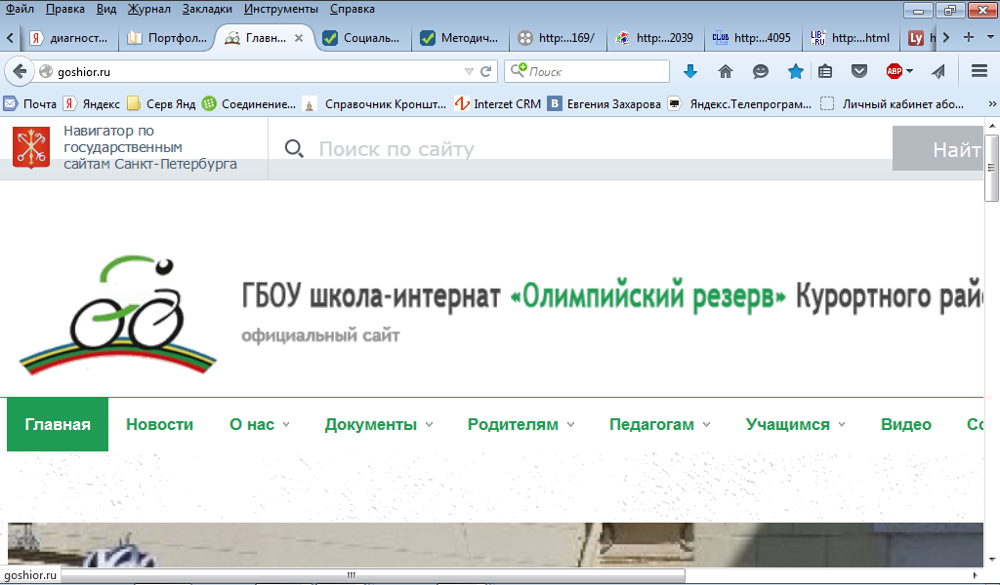 Файл Правка Вид Журнал Закладки Инструменты Справка
диагност... Портфол... Главн... Социаль... Методич... http:...169/ http:...2039 http:...4095 http:...html
goshior.ru Поиск
Почта Яндекс Серв Янд Соединение... Справочник Кроншт... Interzet CRM Евгения Захарова Яндекс.Телепрограм... Личный кабинет або...
Навигатор по
государственным
сайтам Санкт-Петербурга
Поиск по сайту
Найт
ГБОУ школа-интернат «Олимпийский резерв» Курортного рай
официальный сайт
Главная Новости О нас Документы Родителям Педагогам Учащимся Видео Со
goshior.ru